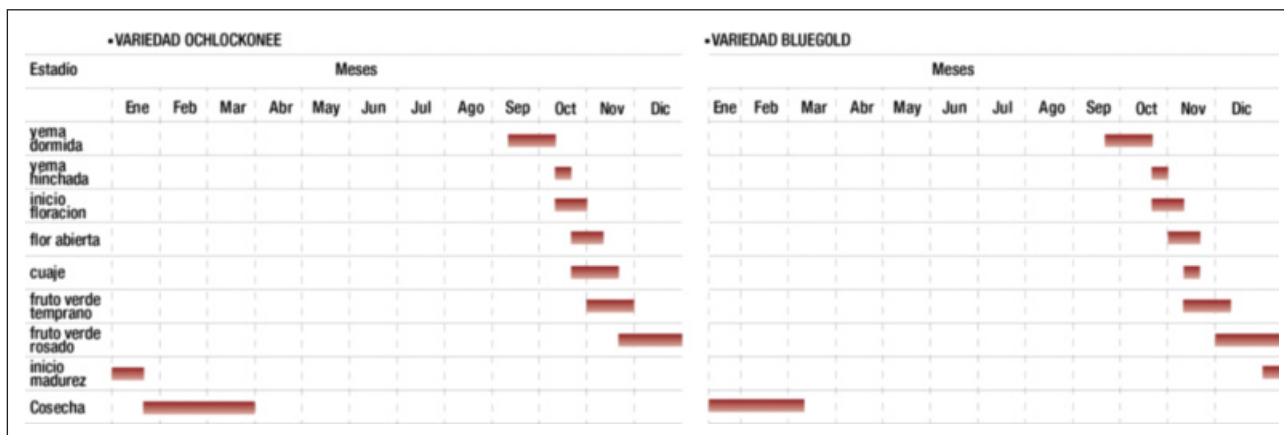 •VARIEDAD OCHLOCKONEE
Estadío Meses
Ene Feb Mar Abr May Jun Jul Ago Sep Oct Nov Dic
yema
dormida
yema
hinchada
inicio
floracion
flor abierta
cuaje
fruto verde
temprano
fruto verde
rosado
inicio
madurez
Cosecha
•VARIEDAD BLUEGOLD
Meses
Ene Feb Mar Abr May Jun Jul Ago Sep Oct Nov Dic